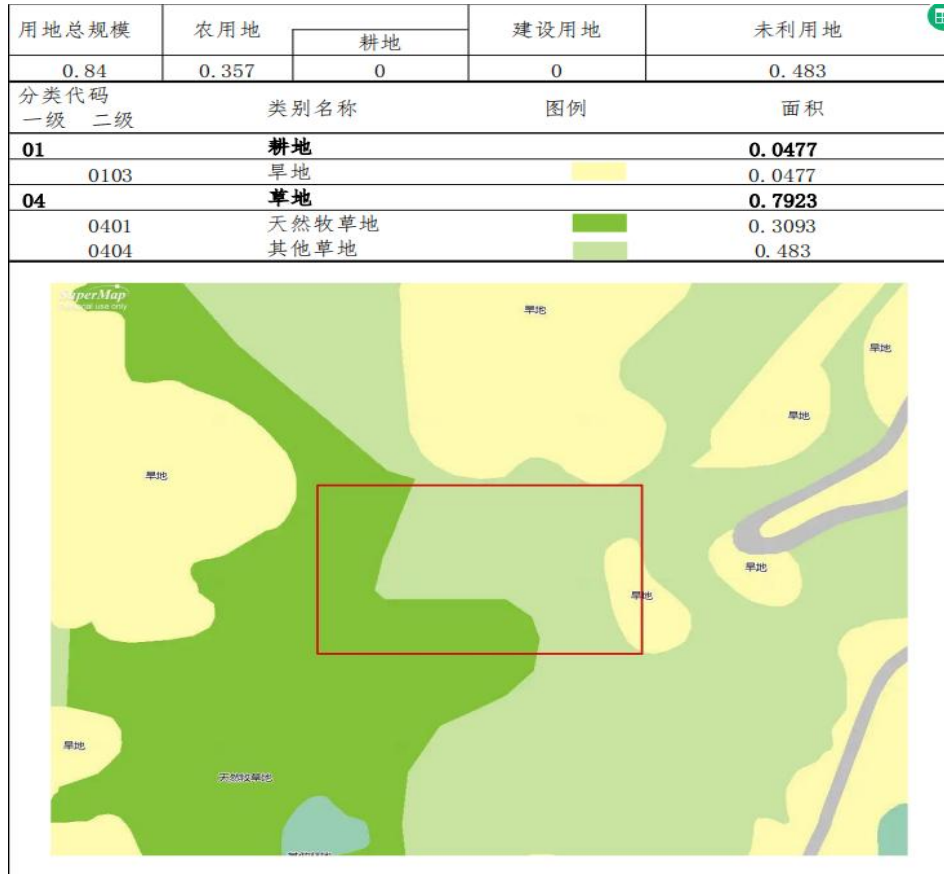 用地总规模 农用地 建设用地 未利用地
耕地
0.84 0.357 0 0 0.483
分类代码 类别名称 图例 面积
一级 二级
01 耕地 0.0477
0103 旱地 0.0477
04 草地 0.7923
0401 天然牧草地 0.3093
0404 其他草地 0.483
SuperMap
use only
旱地
旱地
旱地
旱地
旱地
旱地
旱地
天然牧草地